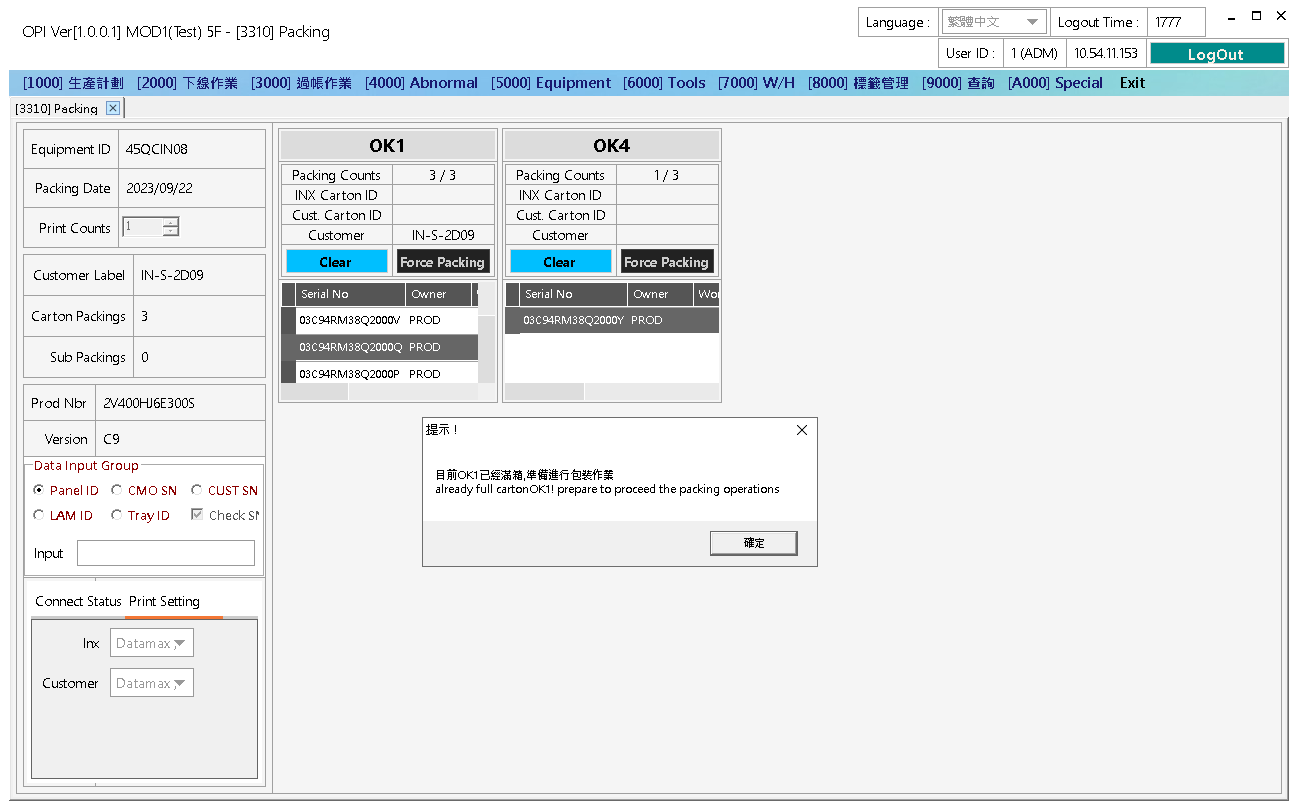 OPI Ver[1.0.0.1] MOD1(Test) 5F - [3310] Packing
Language : 繁體中文 Logout Time : 1777
User ID : 1 (ADM) 10.54.11.153 LogOut
[1000] 生產計劃 [2000] 下線作業 [3000] 過帳作業 [4000] Abnormal [5000] Equipment [6000] Tools [7000] W/H [8000] 標籤管理 [9000] 查詢 [A000] Special Exit
[3310] Packing
Equipment ID 45QCIN08
Packing Date 2023/09/22
Print Counts 1
Customer Label IN-S-2D09
Carton Packings 3
Sub Packings 0
Prod Nbr 2V400HJ6E300S
Version C9
Data Input Group
Panel ID CMO SN CUST SN
LAM ID Tray ID Check SN
Input
Connect Status Print Setting
Inx Datamax
Customer Datamax
OK1
Packing Counts 3 / 3
INX Carton ID
Cust. Carton ID
Customer IN-S-2D09
Clear Force Packing
Serial No Owner
03C94RM38Q2000V PROD
03C94RM38Q2000Q PROD
03C94RM38Q2000P PROD
OK4
Packing Counts 1 / 3
INX Carton ID
Cust. Carton ID
Customer
Clear Force Packing
Serial No Owner Wo
03C94RM38Q2000Y PROD
提示！
目前OK1已經滿箱,準備進行包裝作業
already full cartonOK1! prepare to proceed the packing operations
確定